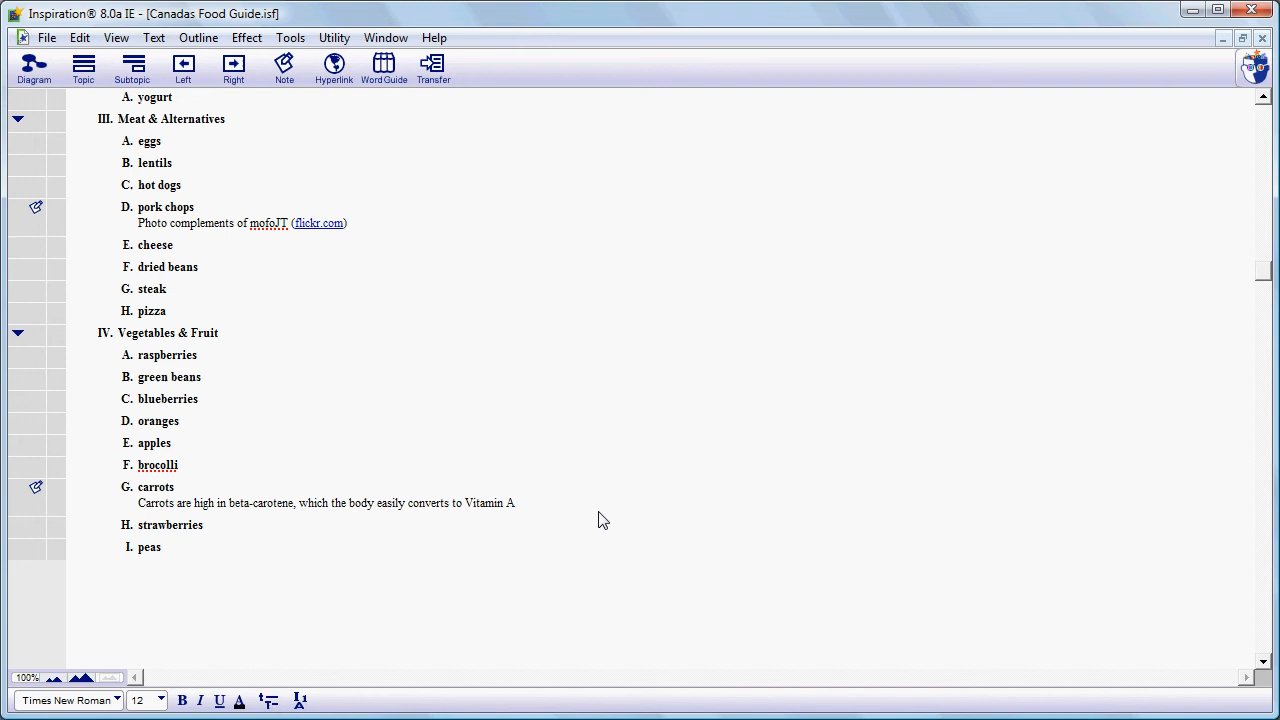 Inspiration® 8.0a IE - [Canadas Food Guide.isf]
File Edit View Text Outline Effect Tools Utility Window Help
Diagram Topic Subtopic Left Right Note Hyperlink Word Guide Transfer
A. yogurt
III. Meat & Alternatives
A. eggs
B. lentils
C. hot dogs
D. pork chops
Photo complements of mofoJT (flickr.com)
E. cheese
F. dried beans
G. steak
H. pizza
IV. Vegetables & Fruit
A. raspberries
B. green beans
C. blueberries
D. oranges
E. apples
F. brocolli
G. carrots
Carrots are high in beta-carotene, which the body easily converts to Vitamin A
H. strawberries
I. peas
100%
Times New Roman 12 B I U A